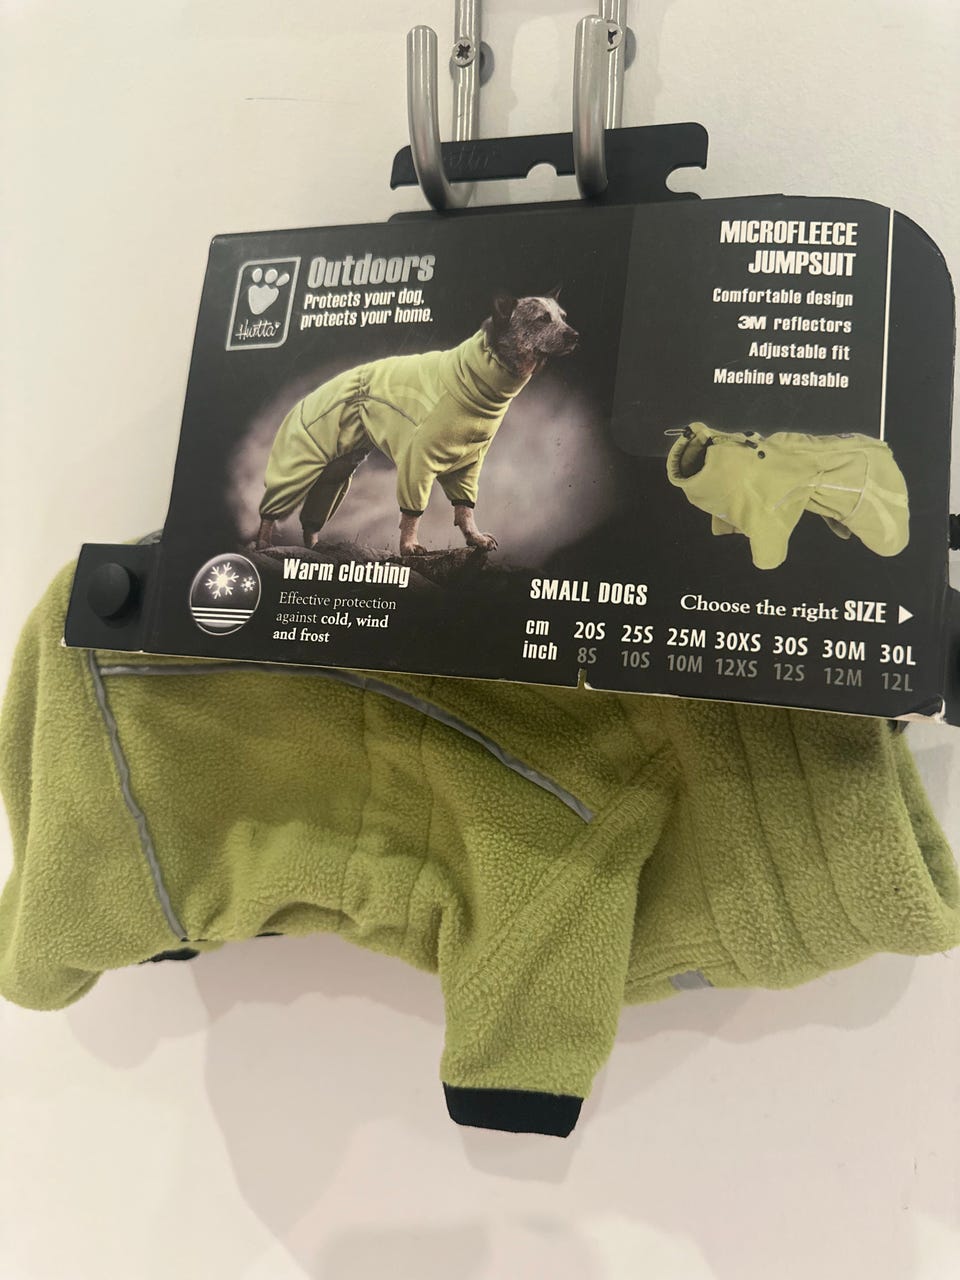 Hurtta
Outdoors
Protects your dog,
protects your home.
MICROFLEECE
JUMPSUIT
Comfortable design
3M reflectors
Adjustable fit
Machine washable
Warm clothing
Effective protection
against cold, wind
and frost
SMALL DOGS
Choose the right SIZE
cm 20S 25S 25M 30XS 30S 30M 30L
inch 8S 10S 10M 12XS 12S 12M 12L